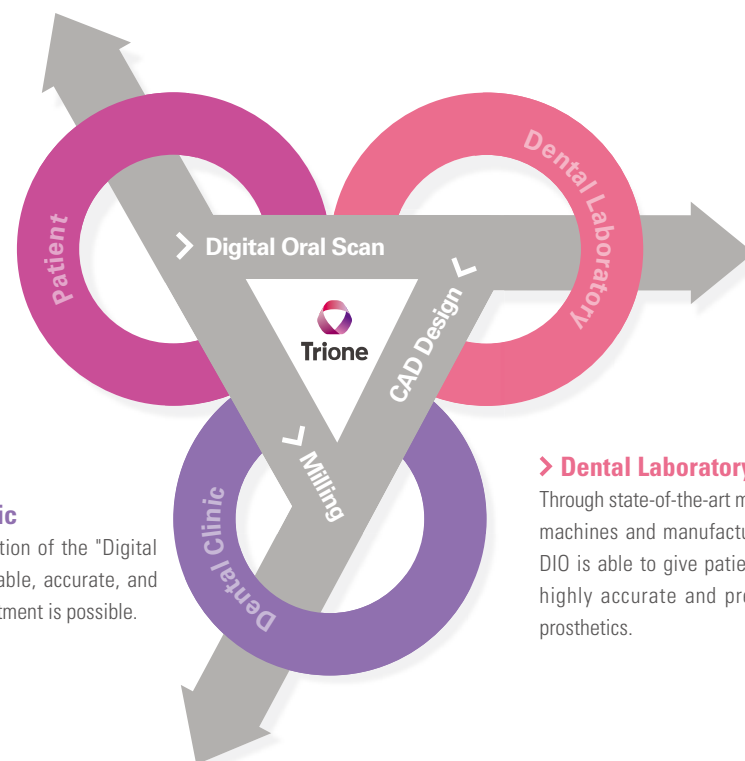 Patient
Dental Laboratory
Digital Oral Scan
CAD Design
Trione
Milling
Dental Clinic
ic
tion of the "Digital
able, accurate, and
tment is possible.
Dental Laboratory
Through state-of-the-art m
machines and manufactu
DIO is able to give patie
highly accurate and pre
prosthetics.